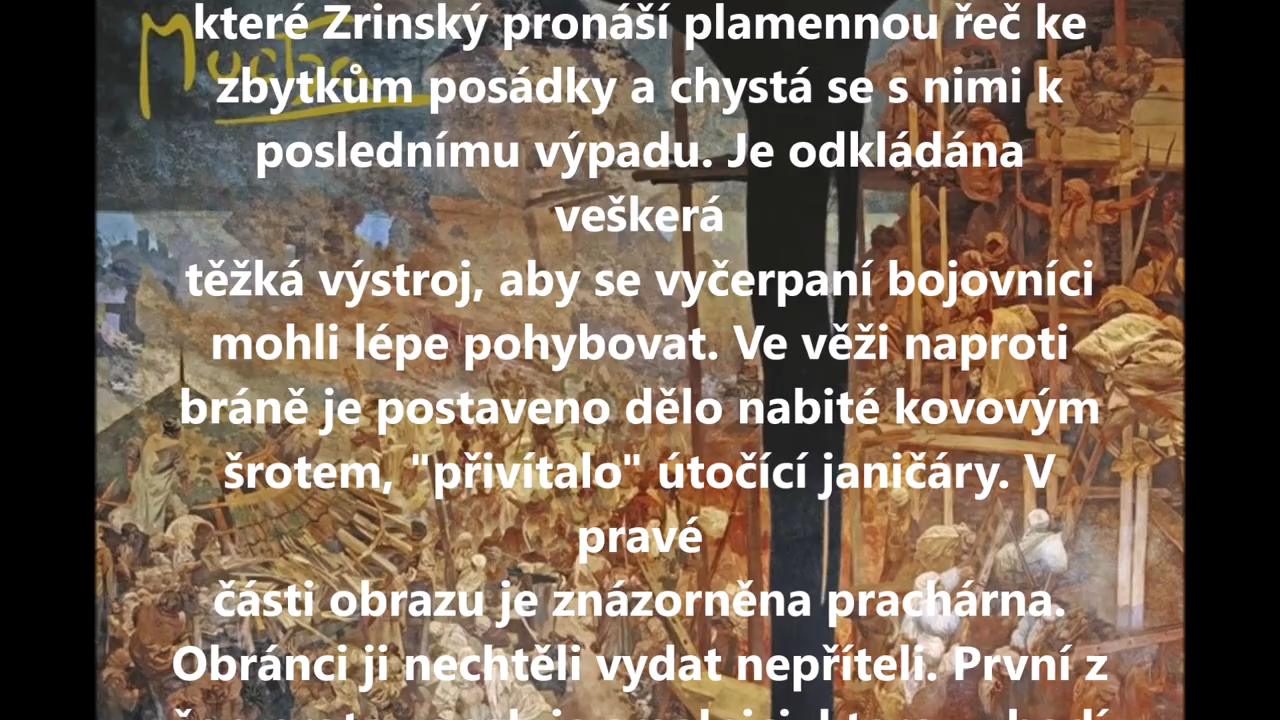 Mucha
které Zrinský pronáší plamennou řeč ke
zbytkům posádky a chystá se s nimi k
poslednímu výpadu. Je odkládána
veškerá
těžká výstroj, aby se vyčerpaní bojovníci
mohli lépe pohybovat. Ve věži naproti
bráně je postaveno dělo nabité kovovým
šrotem, "přivítalo" útočící janičáry. V
pravé
části obrazu je znázorněna prachárna.
Obránci ji nechtěli vydat nepříteli. První z